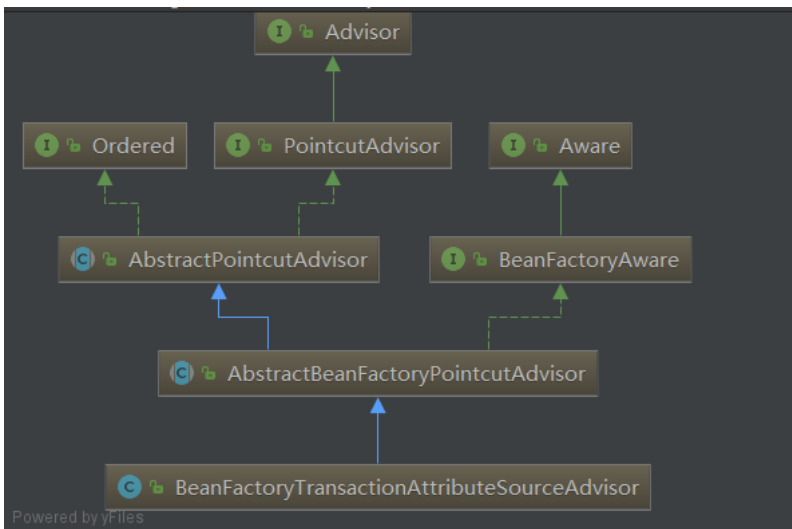 I Advisor
I Ordered
I PointcutAdvisor
I Aware
C AbstractPointcutAdvisor
I BeanFactoryAware
C AbstractBeanFactoryPointcutAdvisor
C BeanFactoryTransactionAttributeSourceAdvisor
Powered by yFiles